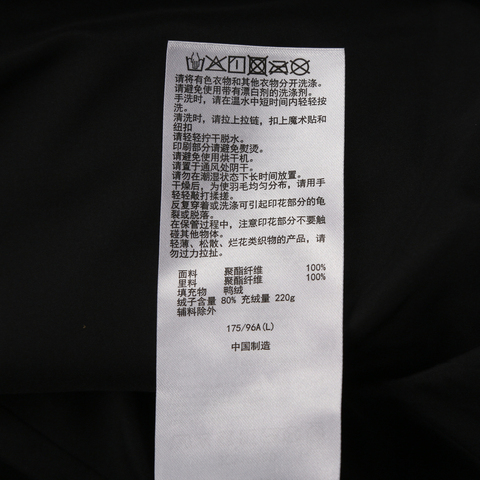 请将有色衣物和其他衣物分开洗涤。
请避免使用带有漂白剂的洗涤剂。
手洗时，请在温水中短时间内轻轻按
洗。
清洗时，请拉上拉链，扣上魔术贴和
纽扣
请轻轻拧干脱水。
印刷部分请避免熨烫。
请避免使用烘干机。
请置于通风处阴干。
请勿在潮湿状态下长时间放置。
干燥后，为使羽毛均匀分布，请用手
轻轻敲打揉搓。
反复穿着或洗涤可引起印花部分的龟
裂或脱落。
在保管过程中，注意印花部分不要触
碰其他物体。
轻薄、松散、烂花类织物的产品，请
勿过力拉扯。
面料 聚酯纤维 100%
里料 聚酯纤维 100%
填充物 鸭绒
绒子含量 80% 充绒量 220g
辅料除外
175/96A(L)
中国制造